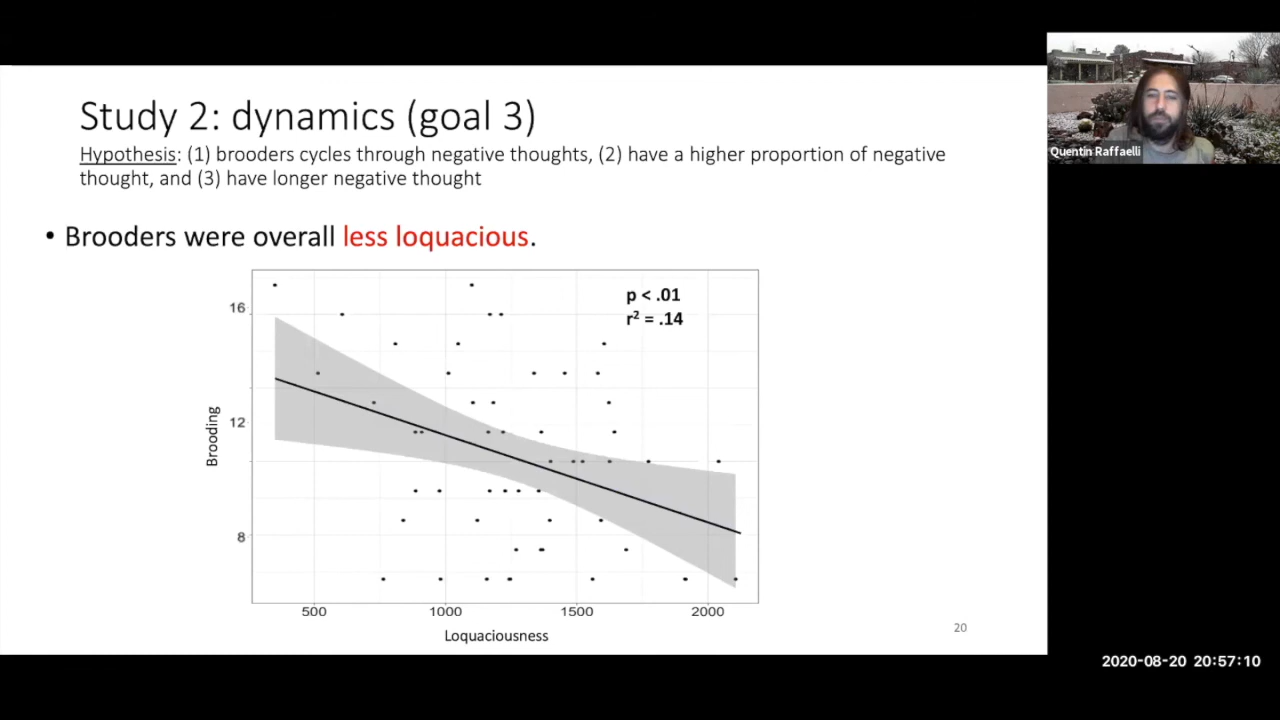 Study 2: dynamics (goal 3)
Hypothesis: (1) brooders cycles through negative thoughts, (2) have a higher proportion of negative
thought, and (3) have longer negative thought
• Brooders were overall less loquacious.
p < .01
r² = .14
16
12
8
Brooding
500 1000 1500 2000
Loquaciousness
20
Quentin Raffaelli
2020-08-20 20:57:10